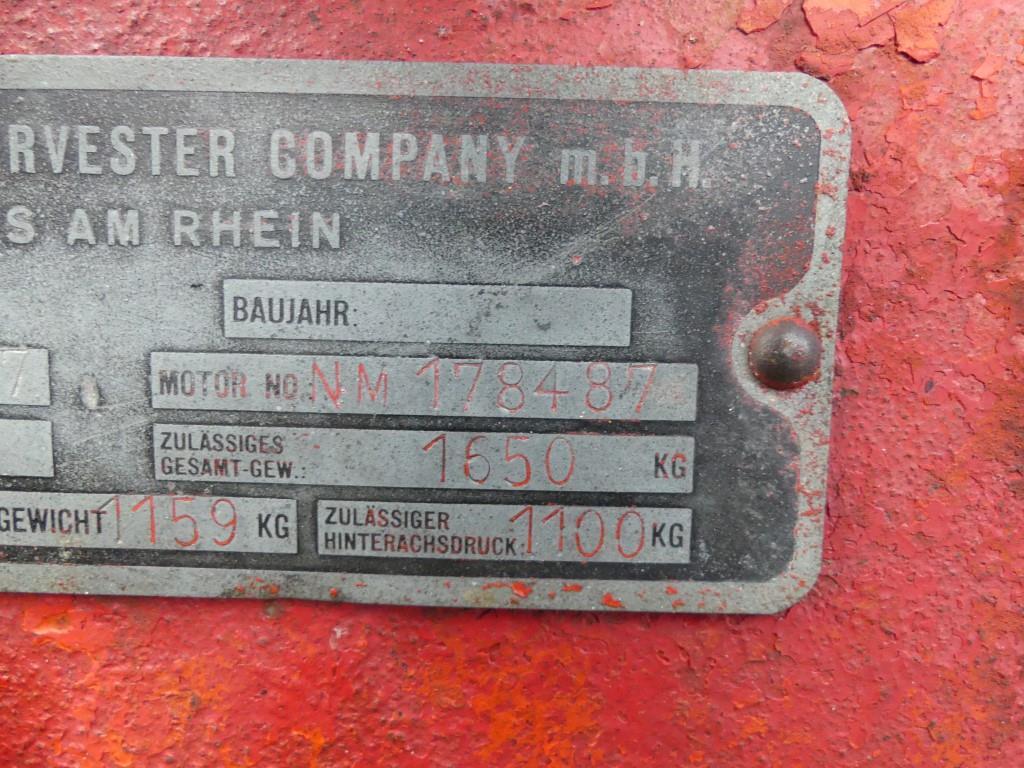 RVESTER COMPANY m.b.H.
S AM RHEIN
BAUJAHR:
7 MOTOR NO: NM 178487
ZULÄSSIGES
GESAMT-GEW.: 1650 KG
GEWICHT 1159 KG ZULÄSSIGER
HINTERACHSDRUCK: 1100 KG